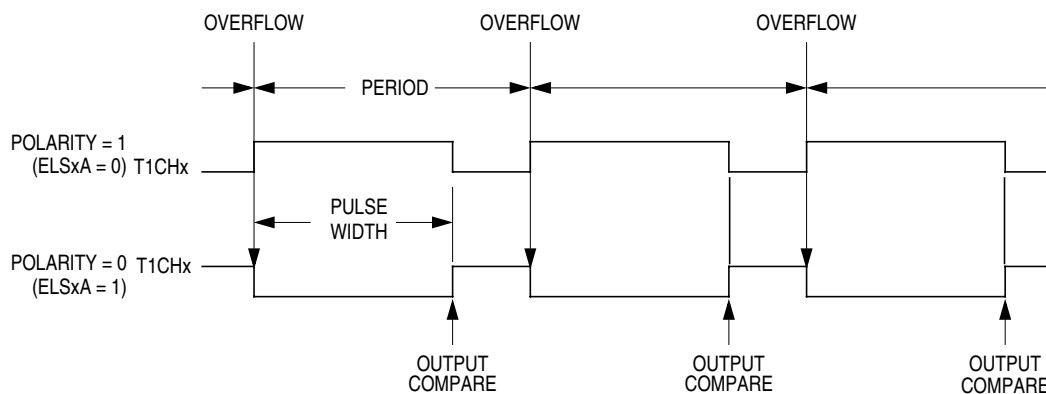 OVERFLOW OVERFLOW OVERFLOW
PERIOD
POLARITY = 1
(ELSxA = 0) T1CHx
PULSE
WIDTH
POLARITY = 0 T1CHx
(ELSxA = 1)
OUTPUT
COMPARE
OUTPUT
COMPARE
OUTPUT
COMPARE